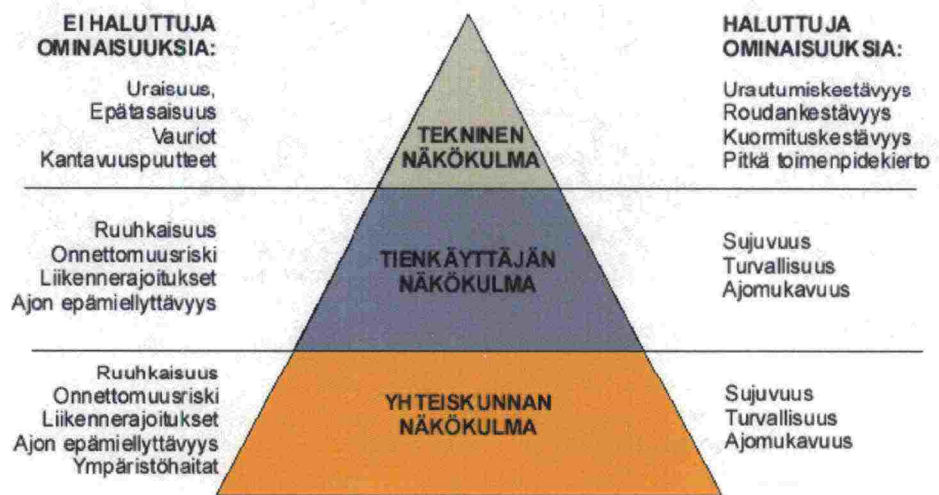 EI HALUTTUJA
OMINAISUUKSIA:
Uraisuus,
Epätasaisuus
Vauriot
Kantavuuspuutteet
TEKNINEN
NÄKÖKULMA
HALUTTUJA
OMINAISUUKSIA:
Urautumiskestävyys
Roudankestävyys
Kuormituskestävyys
Pitkä toimenpidekierto
Ruuhkaisuus
Onnettomuusriski
Liikennerajoitukset
Ajon epämiellyttävyys
TIENKÄYTTÄJÄN
NÄKÖKULMA
Sujuvuus
Turvallisuus
Ajomukavuus
Ruuhkaisuus
Onnettomuusriski
Liikennerajoitukset
Ajon epämiellyttävyys
Ympäristöhaitat
YHTEISKUNNAN
NÄKÖKULMA
Sujuvuus
Turvallisuus
Ajomukavuus